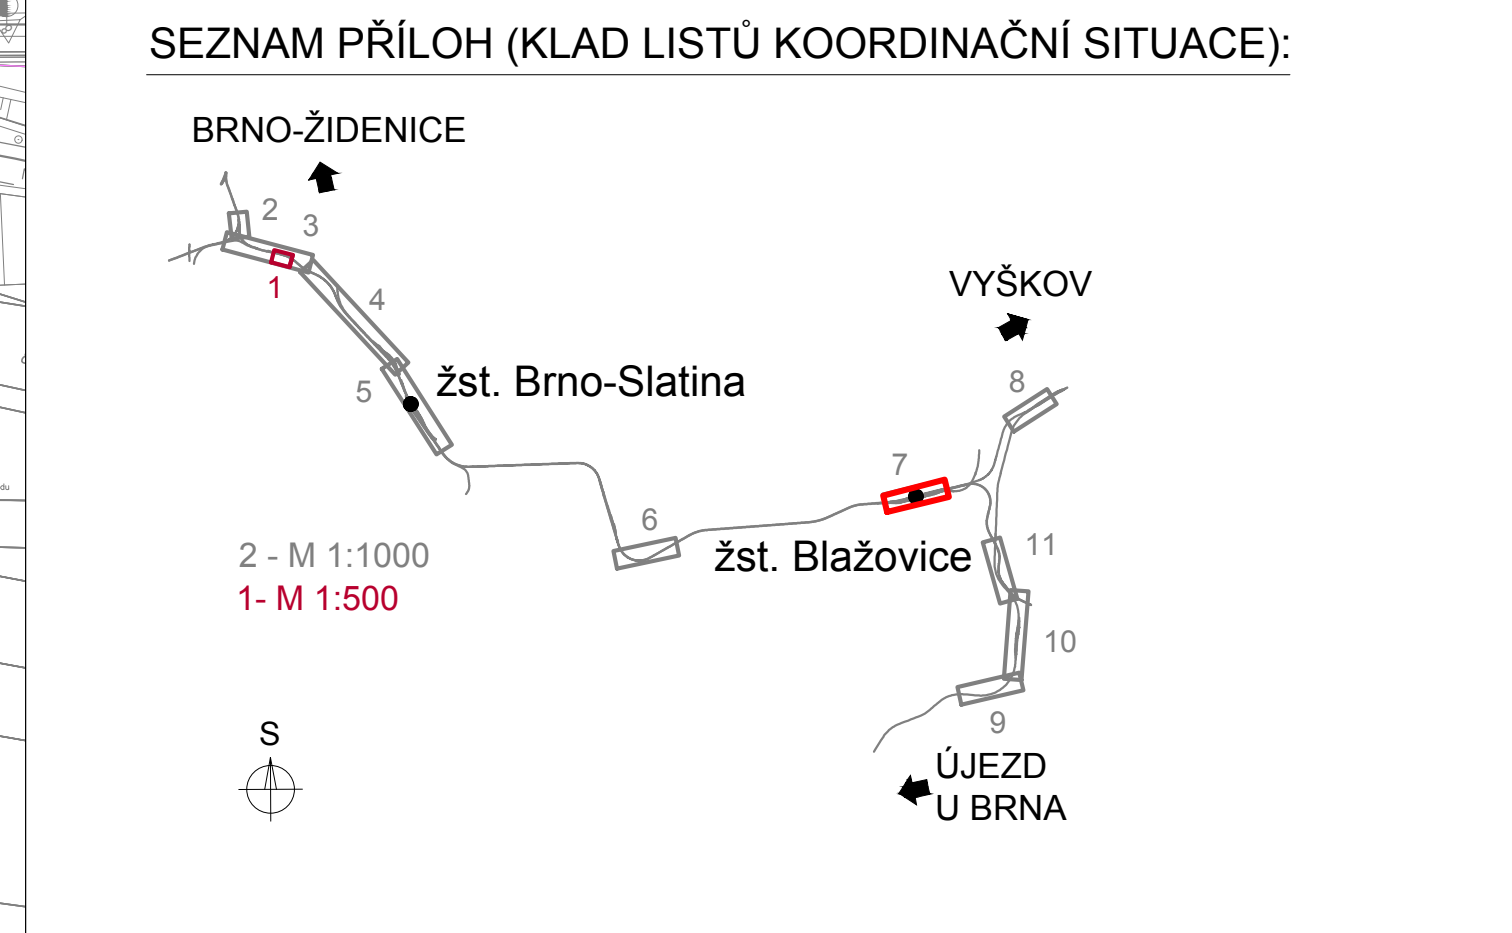 SEZNAM PŘÍLOH (KLAD LISTŮ KOORDINAČNÍ SITUACE):
BRNO-ŽIDENICE
2
3
1
4
VYŠKOV
5
žst. Brno-Slatina
8
7
6
žst. Blažovice
11
2 - M 1:1000
1- M 1:500
10
9
S
ÚJEZD
U BRNA
du